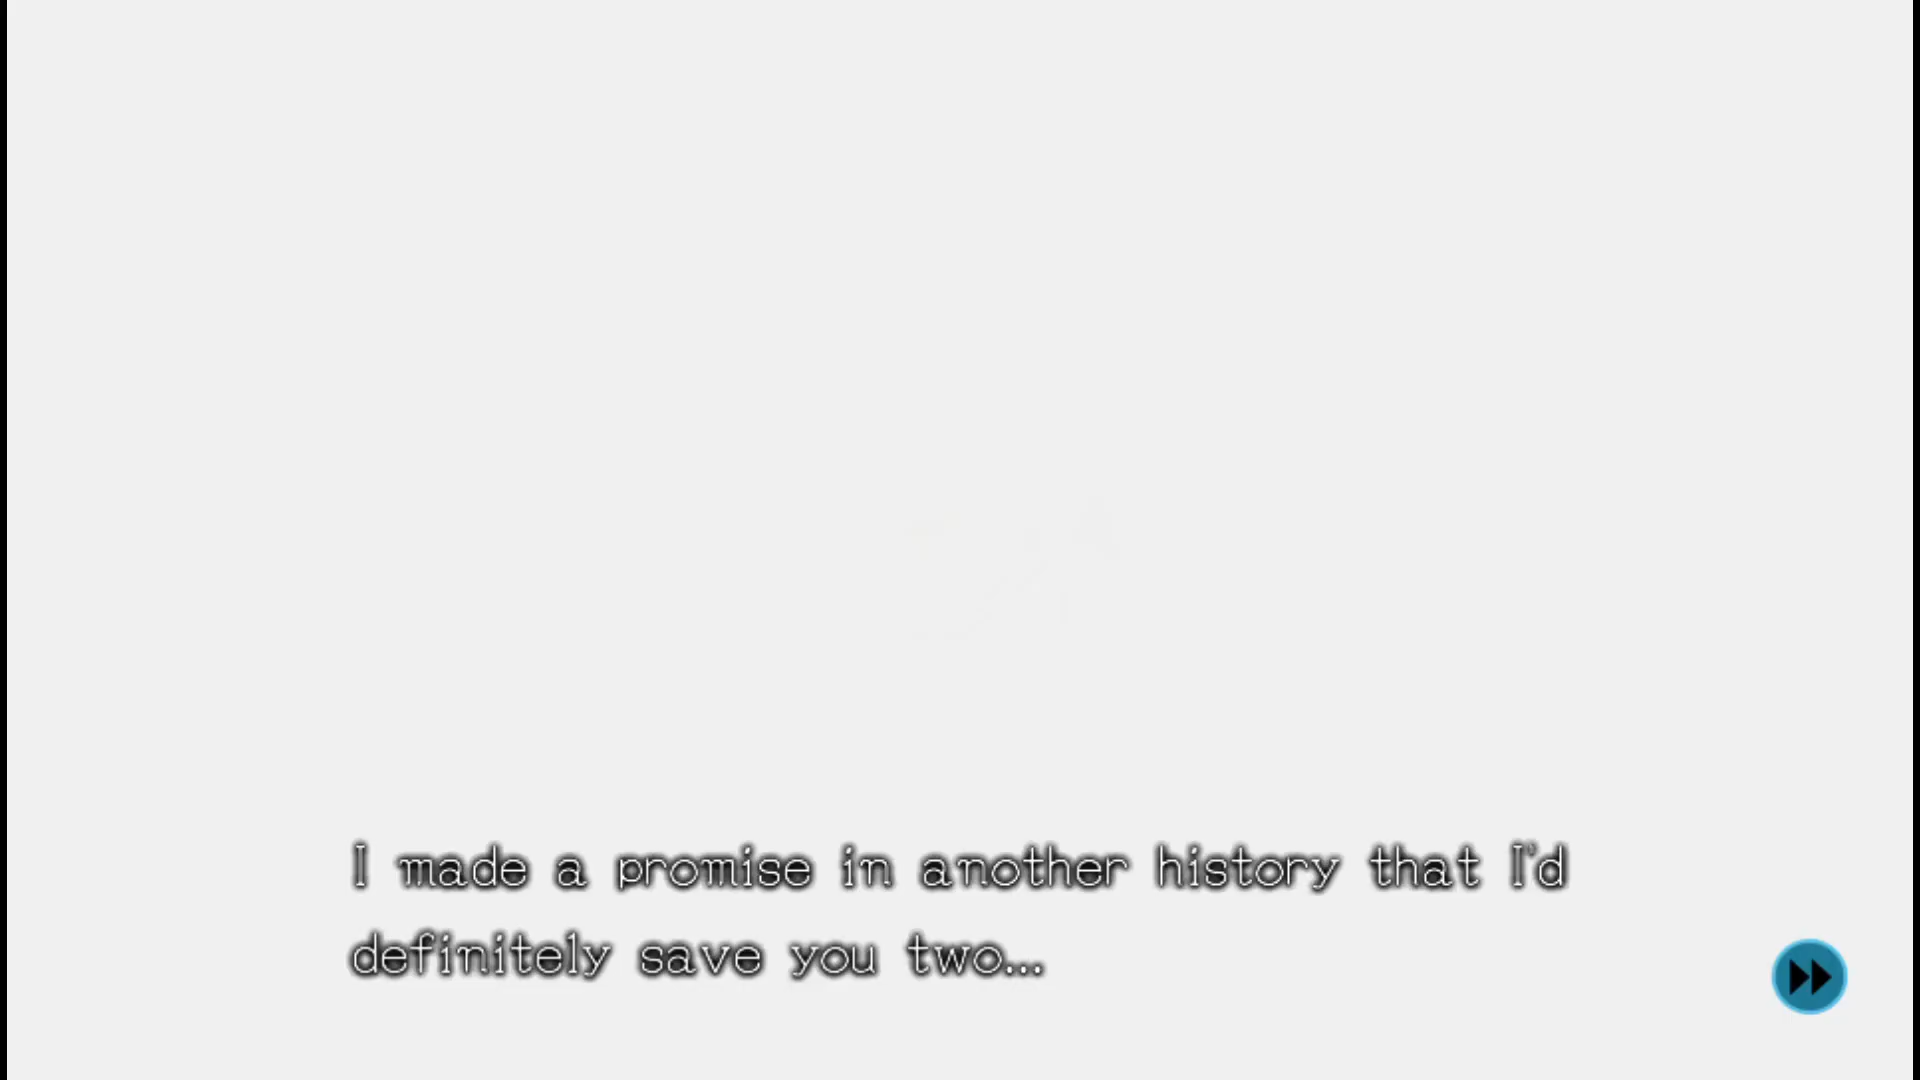 I made a promise in another history that I'd
definitely save you two...